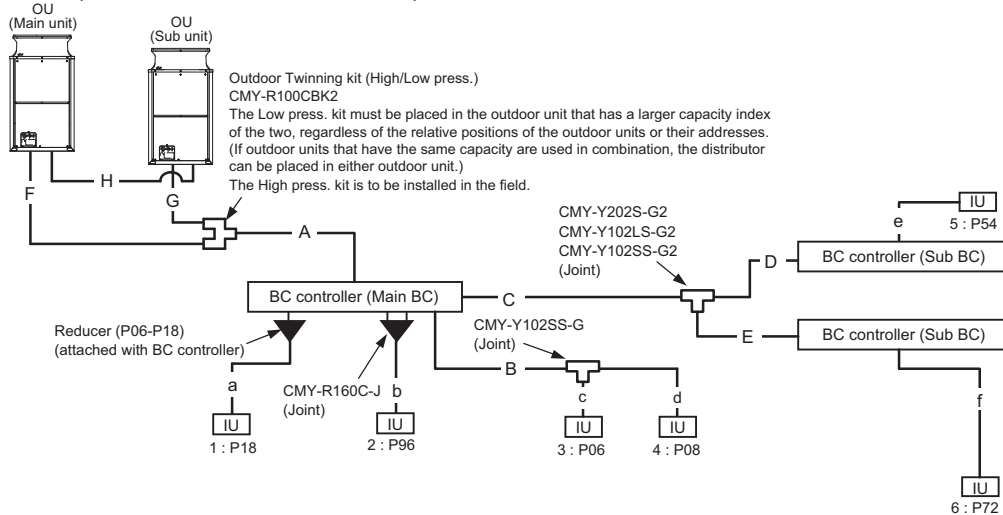 OU
(Main unit)
OU
(Sub unit)
Outdoor Twinning kit (High/Low press.)
CMY-R100CBK2
The Low press. kit must be placed in the outdoor unit that has a larger capacity index
of the two, regardless of the relative positions of the outdoor units or their addresses.
(If outdoor units that have the same capacity are used in combination, the distributor
can be placed in either outdoor unit.)
The High press. kit is to be installed in the field.
F
H
G
A
CMY-Y202S-G2
CMY-Y102LS-G2
CMY-Y102SS-G2
(Joint)
e
IU
5 : P54
D
BC controller (Sub BC)
BC controller (Main BC)
C
E
BC controller (Sub BC)
Reducer (P06-P18)
(attached with BC controller)
CMY-Y102SS-G
(Joint)
B
a
CMY-R160C-J
(Joint)
b
c
d
f
IU
1 : P18
IU
2 : P96
IU
3 : P06
IU
4 : P08
IU
6 : P72